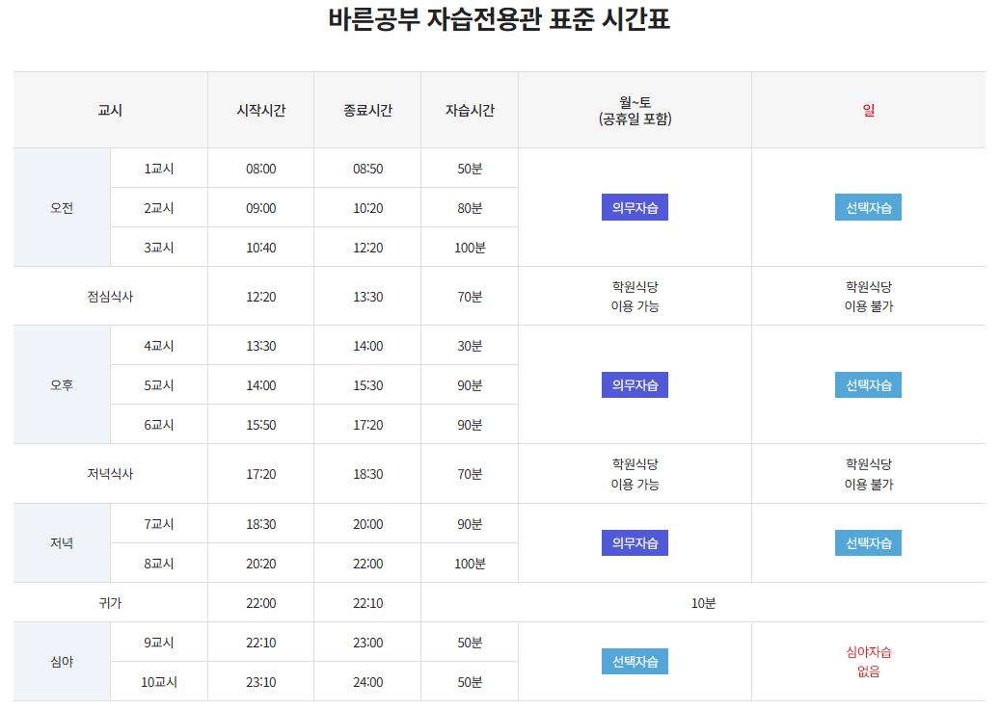 바른공부 자습전용관 표준 시간표
교시 시작시간 종료시간 자습시간 월~토 (공휴일 포함) 일
오전 1교시 08:00 08:50 50분 의무자습 선택자습
2교시 09:00 10:20 80분
3교시 10:40 12:20 100분
점심식사 12:20 13:30 70분 학원식당 이용 가능 학원식당 이용 불가
오후 4교시 13:30 14:00 30분 의무자습 선택자습
5교시 14:00 15:30 90분
6교시 15:50 17:20 90분
저녁식사 17:20 18:30 70분 학원식당 이용 가능 학원식당 이용 불가
저녁 7교시 18:30 20:00 90분 의무자습 선택자습
8교시 20:20 22:00 100분
귀가 22:00 22:10 10분
심야 9교시 22:10 23:00 50분 선택자습 심야자습 없음
10교시 23:10 24:00 50분